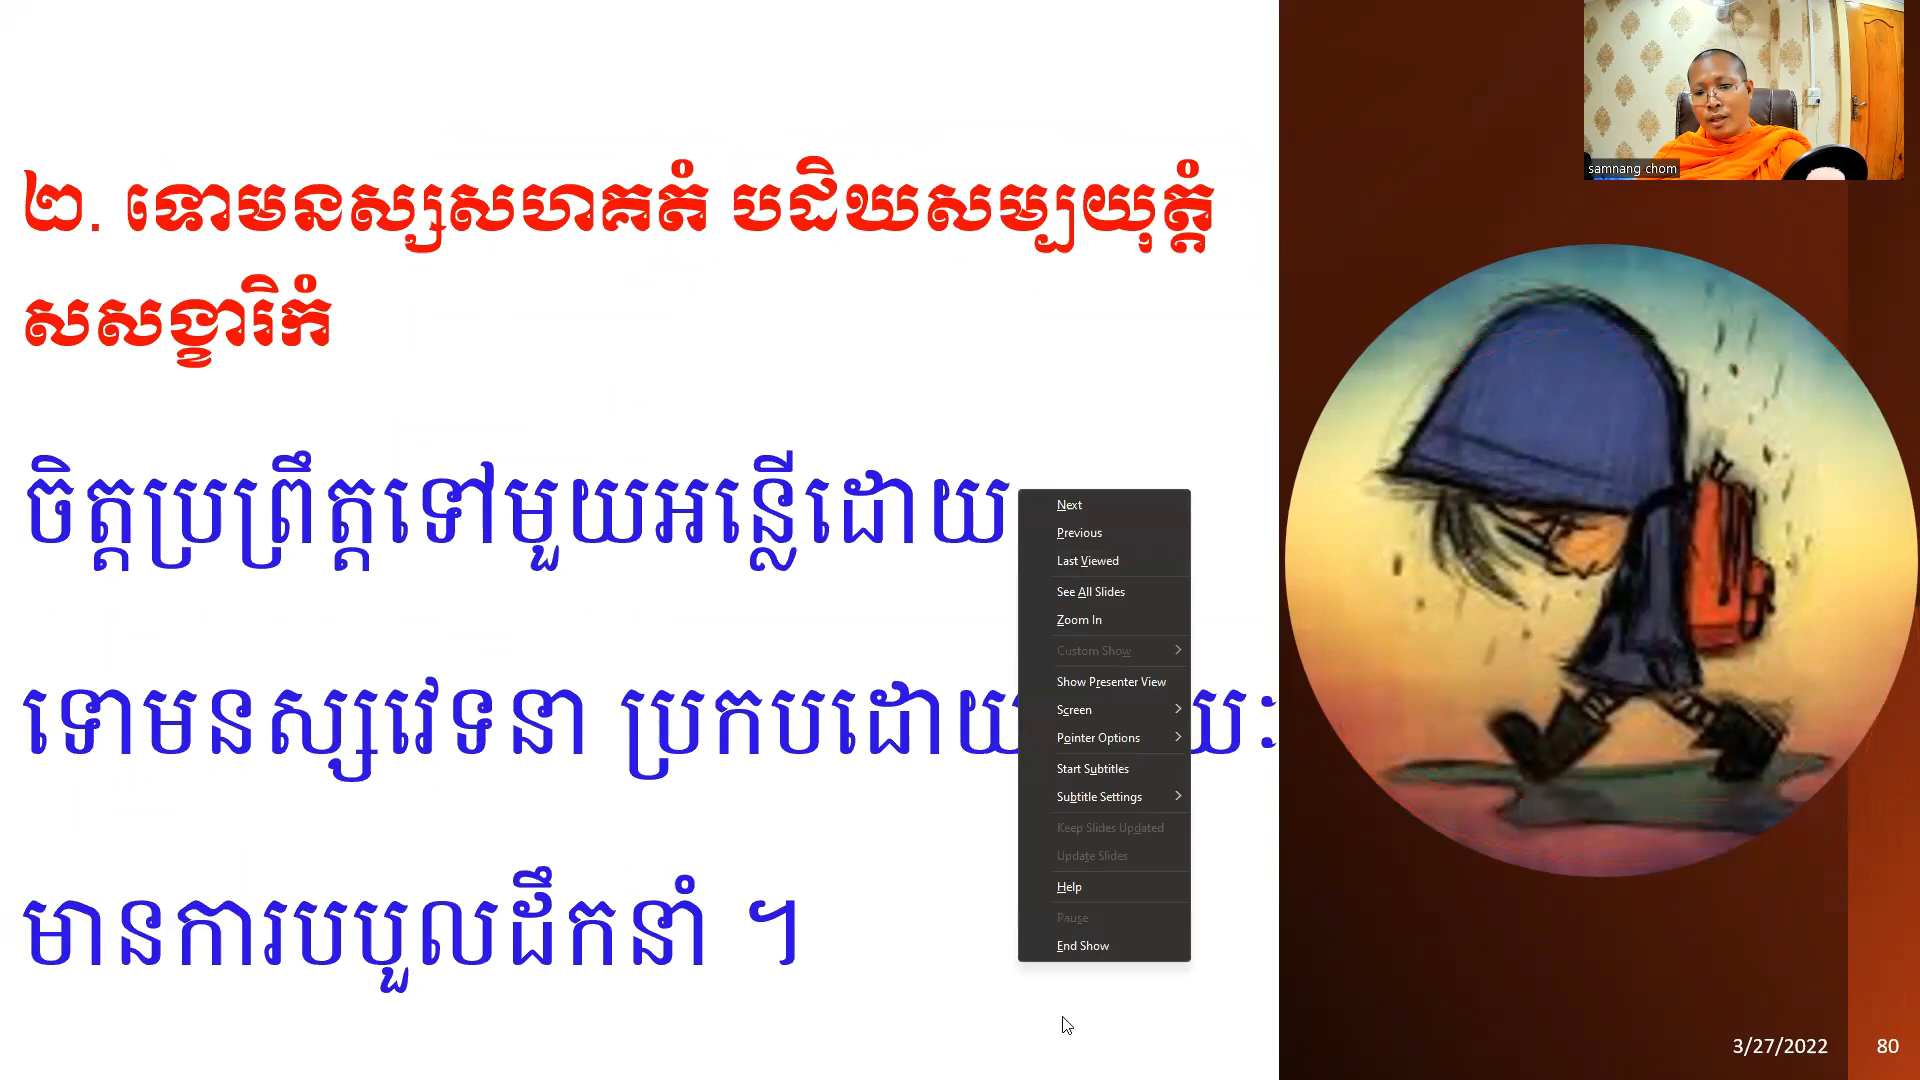 ២. ទោមនស្សសហគតំ បដិឃសម្បយុត្តំ
សសង្ខារិកំ
ចិត្តប្រព្រឹត្តទៅមួយអន្លើដោយ
ទោមនស្សវេទនា ប្រកបដោយ
មានការបបួលដឹកនាំ ។
Next
Previous
Last Viewed
See All Slides
Zoom In
Custom Show
Show Presenter View
Screen
Pointer Options
Start Subtitles
Subtitle Settings
Keep Slides Updated
Update Slides
Help
Pause
End Show
samnang chom
3/27/2022
80